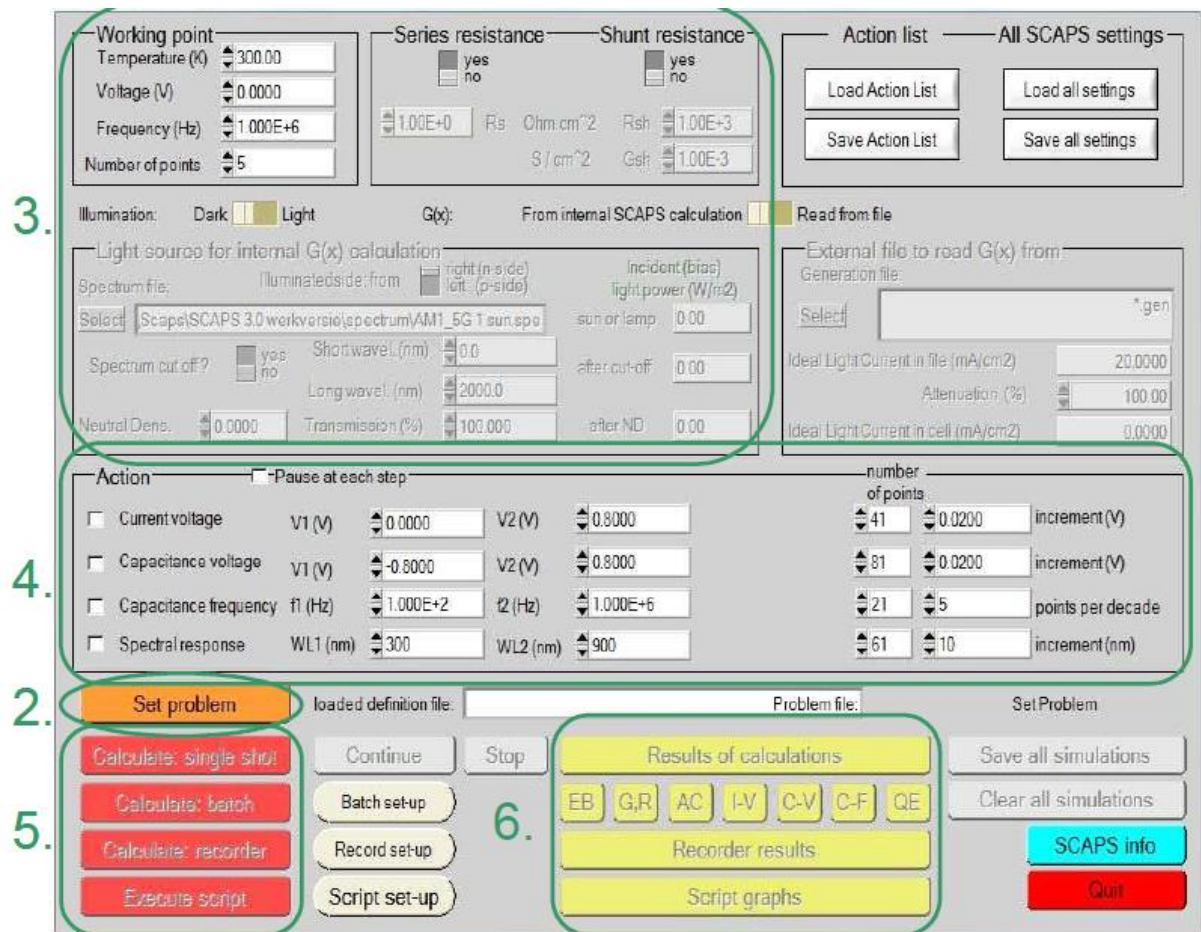 3.
Working point
Temperature (K) 300.00
Voltage (V) 0.0000
Frequency (Hz) 1.000E+6
Number of points 5
Series resistance Shunt resistance
yes yes
no no
1.00E+0 Rs Ohm.cm^2 Rsh 1.00E+3
S / cm^2 Gsh 1.00E-3
Action list All SCAPS settings
Load Action List Load all settings
Save Action List Save all settings
Illumination: Dark Light G(x): From internal SCAPS calculation Read from file
Light source for internal G(x) calculation
Spectrum file: Illuminatedside: from right (n-side)
left (p-side)
Incident (bias)
light power (W/m2)
Select Scaps\SCAPS 3.0 werkversie\spectrum\AM1_5G 1 sun.spe sun or lamp 0.00
Spectrum cut off? yes
no
Short wavel. (nm) 0.0
Long wavel. (nm) 2000.0
after cut-off 0.00
Neutral Dens. 0.0000 Transmission (%) 100.000 after ND 0.00
External file to read G(x) from
Generation file:
Select *.gen
Ideal Light Current in file (mA/cm2) 20.0000
Attenuation (%) 100.00
Ideal Light Current in cell (mA/cm2) 0.0000
4.
Action Pause at each step number
of points
Current voltage V1 (V) 0.0000 V2 (V) 0.8000 41 0.0200 increment (V)
Capacitance voltage V1 (V) -0.8000 V2 (V) 0.8000 81 0.0200 increment (V)
Capacitance frequency f1 (Hz) 1.000E+2 f2 (Hz) 1.000E+6 21 5 points per decade
Spectral response WL1 (nm) 300 WL2 (nm) 900 61 10 increment (nm)
2.
Set problem loaded definition file: Problem file: Set Problem
5.
Calculate: single shot Continue Stop Results of calculations Save all simulations
Calculate: batch Batch set-up 6. EB G,R AC I-V C-V C-F QE Clear all simulations
Calculate: recorder Record set-up Recorder results SCAPS info
Execute script Script set-up Script graphs Quit